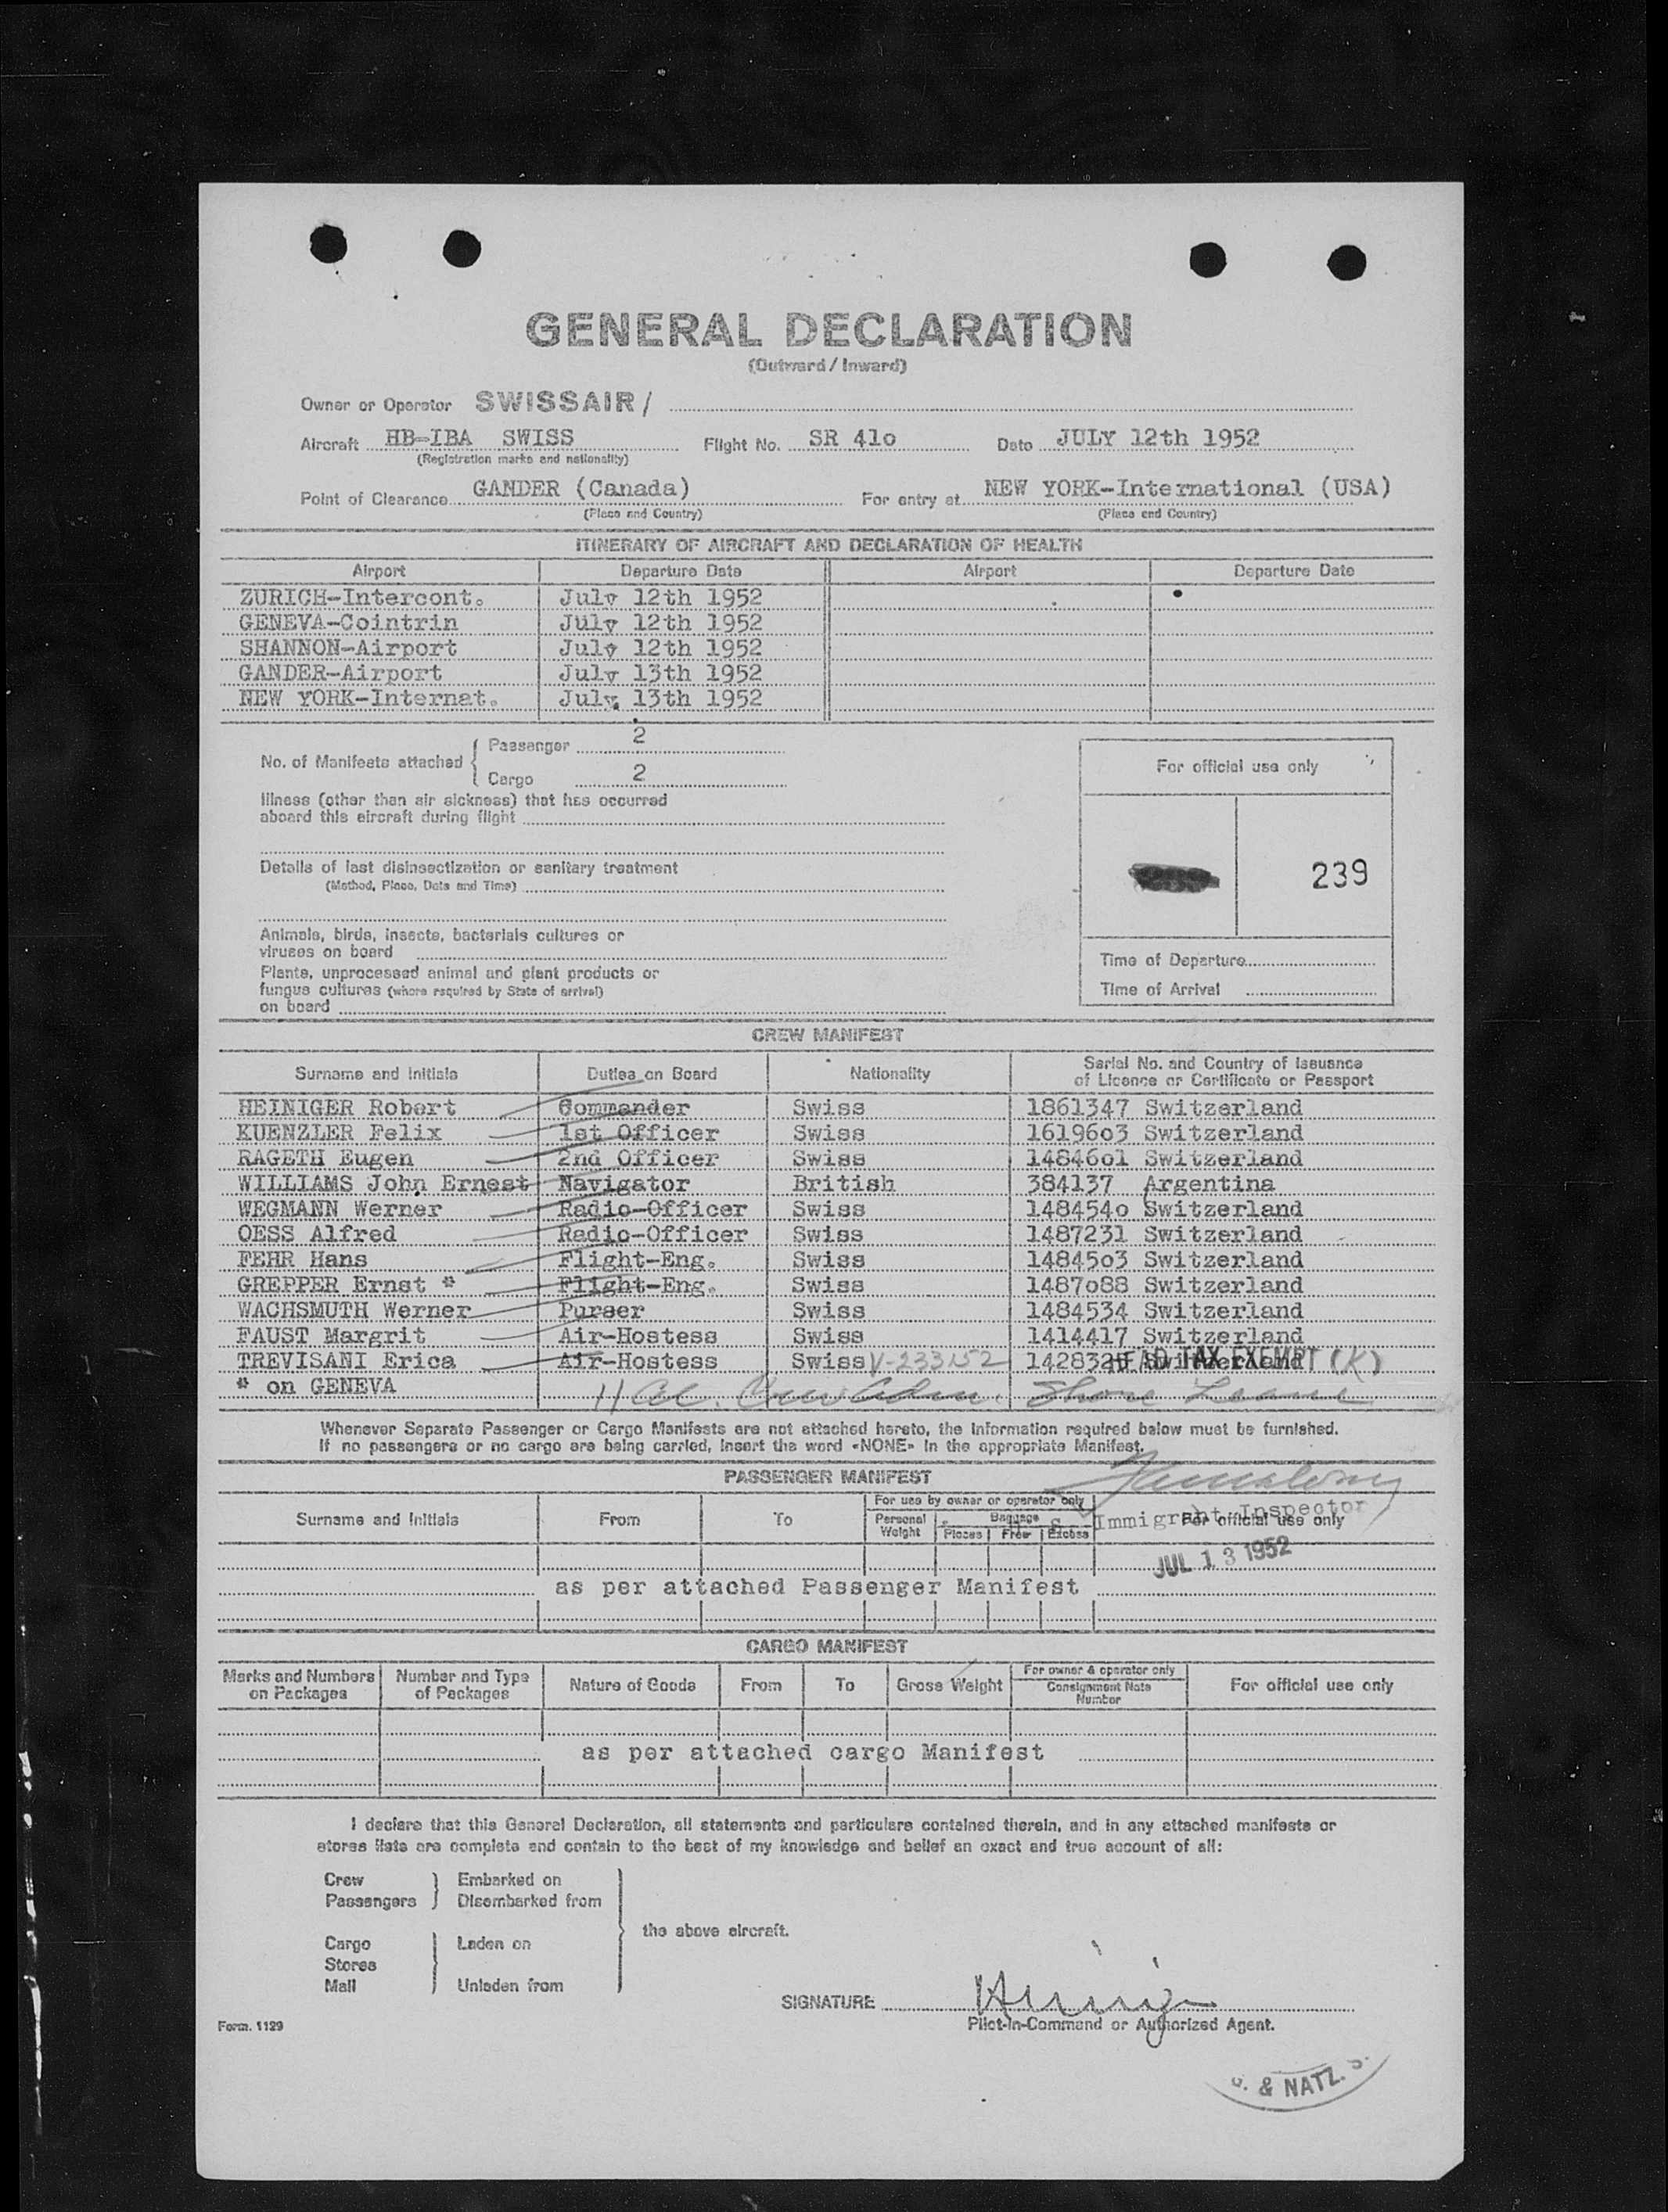 GENERAL DECLARATION
(Outward / Inward)
Owner or Operator SWISSAIR /
Aircraft HB-IBA SWISS Flight No. SR 41o Date JULY 12th 1952
(Registration marks and nationality)
Point of Clearance GANDER (Canada) For entry at NEW YORK-International (USA)
(Place and Country) (Place and Country)
ITINERARY OF AIRCRAFT AND DECLARATION OF HEALTH
Airport Departure Date Airport Departure Date
ZURICH-Intercont. July 12th 1952
GENEVA-Cointrin July 12th 1952
SHANNON-Airport July 12th 1952
GANDER-Airport July 13th 1952
NEW YORK-Internat. July 13th 1952
No. of Manifests attached { Passenger 2
Cargo 2
For official use only
Illness (other than air sickness) that has occurred
aboard this aircraft during flight
Details of last disinsectization or sanitary treatment
(Method, Place, Date and Time)
239
Animals, birds, insects, bacterials cultures or
viruses on board
Plants, unprocessed animal and plant products or
fungus cultures (where required by State of arrival)
on board
Time of Departure
Time of Arrival
CREW MANIFEST
Surname and Initials Duties on Board Nationality Serial No. and Country of Issuance
of Licence or Certificate or Passport
HEINIGER Robert Commander Swiss 1861347 Switzerland
KUENZLER Felix 1st Officer Swiss 16196o3 Switzerland
RAGETH Eugen 2nd Officer Swiss 14846o1 Switzerland
WILLIAMS John Ernest Navigator British 384137 Argentina
WEGMANN Werner Radio-Officer Swiss 148454o Switzerland
OESS Alfred Radio-Officer Swiss 1487231 Switzerland
FEHR Hans Flight-Eng. Swiss 14845o3 Switzerland
GREPPER Ernst * Flight-Eng. Swiss 1487o88 Switzerland
WACHSMUTH Werner Purser Swiss 1484534 Switzerland
FAUST Margrit Air-Hostess Swiss 1414417 Switzerland
TREVISANI Erica Air-Hostess Swiss V-233152 142832 Switzerland HEAD TAX EXEMPT (K)
* on GENEVA 11 Al. Crew Adm. Shore Leave
Whenever Separate Passenger or Cargo Manifests are not attached hereto, the information required below must be furnished.
If no passengers or no cargo are being carried, insert the word «NONE» in the appropriate Manifest.
PASSENGER MANIFEST
Surname and Initials From To For use by owner or operator only
Personal Weight Baggage Pieces Free Excess
For official use only
U S Immigrant Inspector
JUL 13 1952
as per attached Passenger Manifest
CARGO MANIFEST
Marks and Numbers on Packages Number and Type of Packages Nature of Goods From To Gross Weight For owner & operator only Consignment Note Number For official use only
as per attached cargo Manifest
I declare that this General Declaration, all statements and particulars contained therein, and in any attached manifests or
stores lists are complete and contain to the best of my knowledge and belief an exact and true account of all:
Crew Embarked on
Passengers Disembarked from
the above aircraft.
Cargo Laden on
Stores
Mail Unladen from
SIGNATURE Heiniger
Pilot-in-Command or Authorized Agent.
Form. 1129
& NATZ. S.